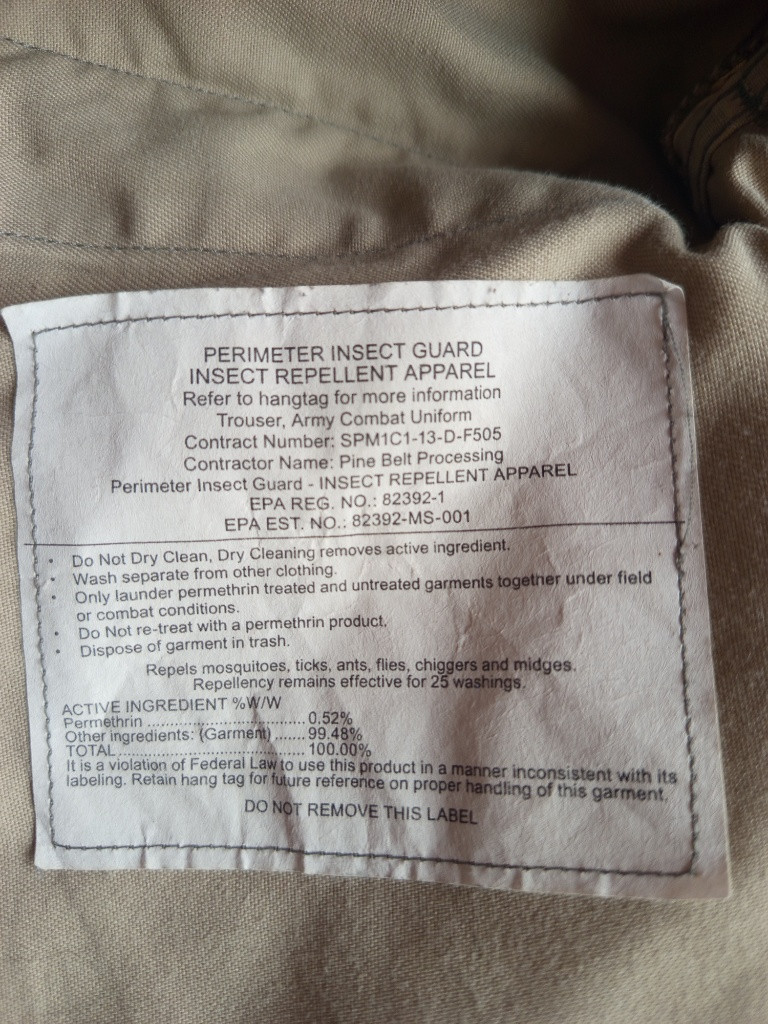 PERIMETER INSECT GUARD
INSECT REPELLENT APPAREL
Refer to hangtag for more information
Trouser, Army Combat Uniform
Contract Number: SPM1C1-13-D-F505
Contractor Name: Pine Belt Processing
Perimeter Insect Guard - INSECT REPELLENT APPAREL
EPA REG. NO.: 82392-1
EPA EST. NO.: 82392-MS-001
• Do Not Dry Clean, Dry Cleaning removes active ingredient.
• Wash separate from other clothing.
• Only launder permethrin treated and untreated garments together under field
or combat conditions.
• Do Not re-treat with a permethrin product.
• Dispose of garment in trash.
Repels mosquitoes, ticks, ants, flies, chiggers and midges.
Repellency remains effective for 25 washings.
ACTIVE INGREDIENT %W/W
Permethrin ................................ 0.52%
Other ingredients: (Garment) ....... 99.48%
TOTAL ...................................... 100.00%
It is a violation of Federal Law to use this product in a manner inconsistent with its
labeling. Retain hang tag for future reference on proper handling of this garment.
DO NOT REMOVE THIS LABEL